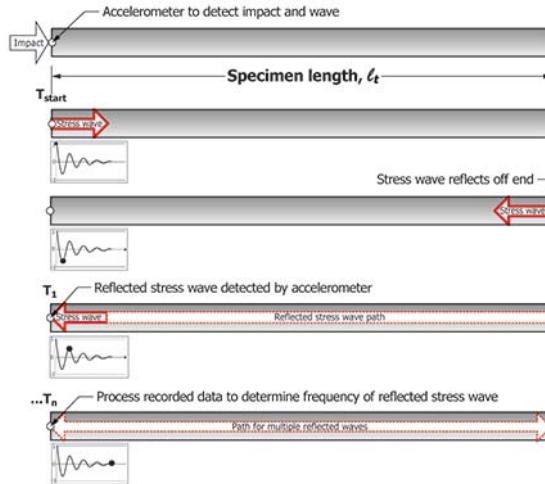 Accelerometer to detect impact and wave
Impact
Specimen length, ℓt
Tstart
Stress wave
Stress wave reflects off end
Stress wave
T1
Reflected stress wave detected by accelerometer
Stress wave
Reflected stress wave path
...Tn
Process recorded data to determine frequency of reflected stress wave
Path for multiple reflected waves